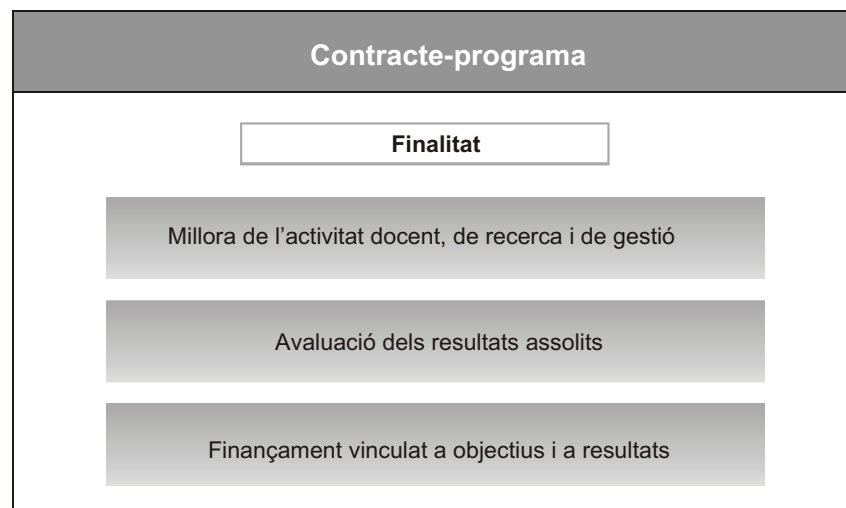 Contracte-programa
Finalitat
Millora de l’activitat docent, de recerca i de gestió
Avaluació dels resultats assolits
Finançament vinculat a objectius i a resultats